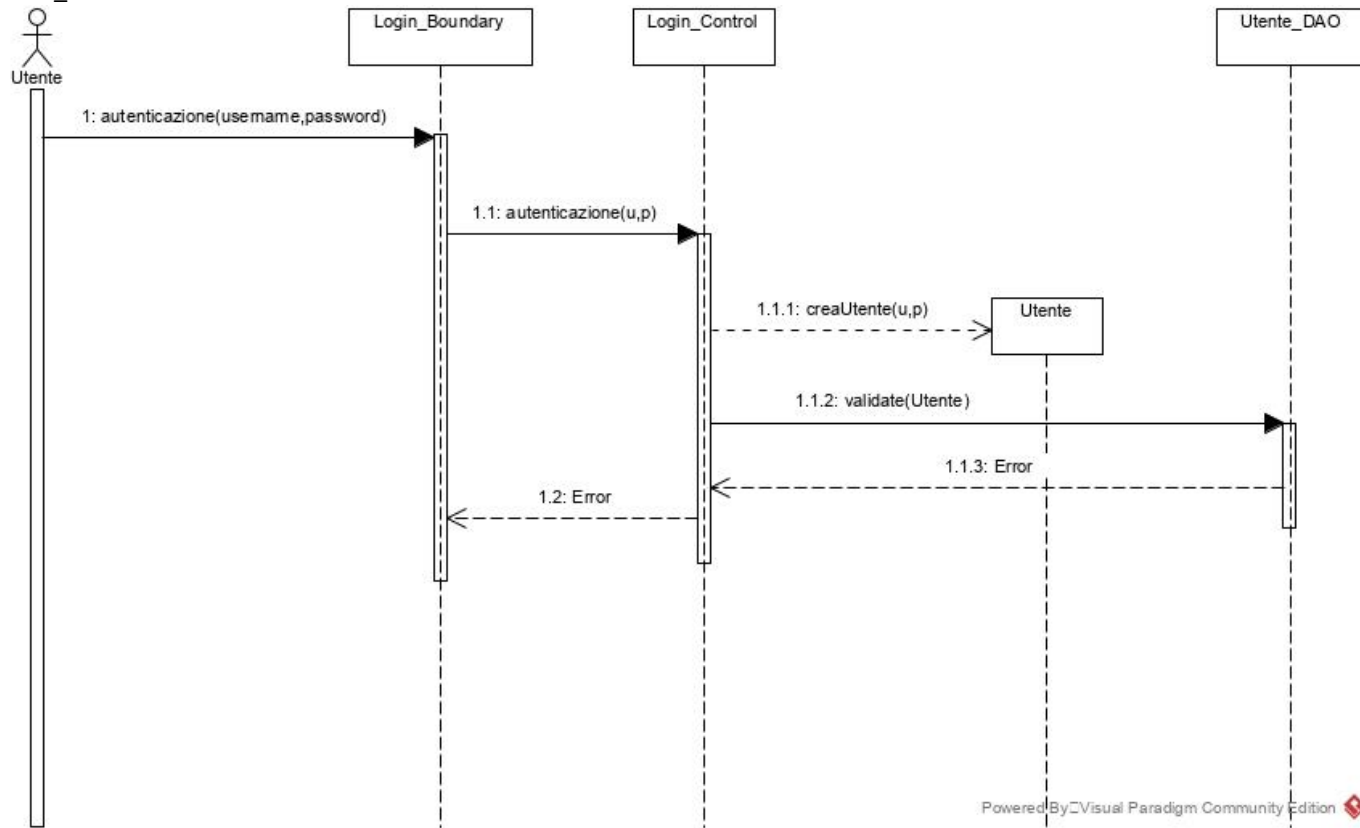 Login_Boundary
Login_Control
Utente_DAO
Utente
1: autenticazione(username,password)
1.1: autenticazione(u,p)
1.1.1: creaUtente(u,p)
Utente
1.1.2: validate(Utente)
1.1.3: Error
1.2: Error
Powered By Visual Paradigm Community Edition